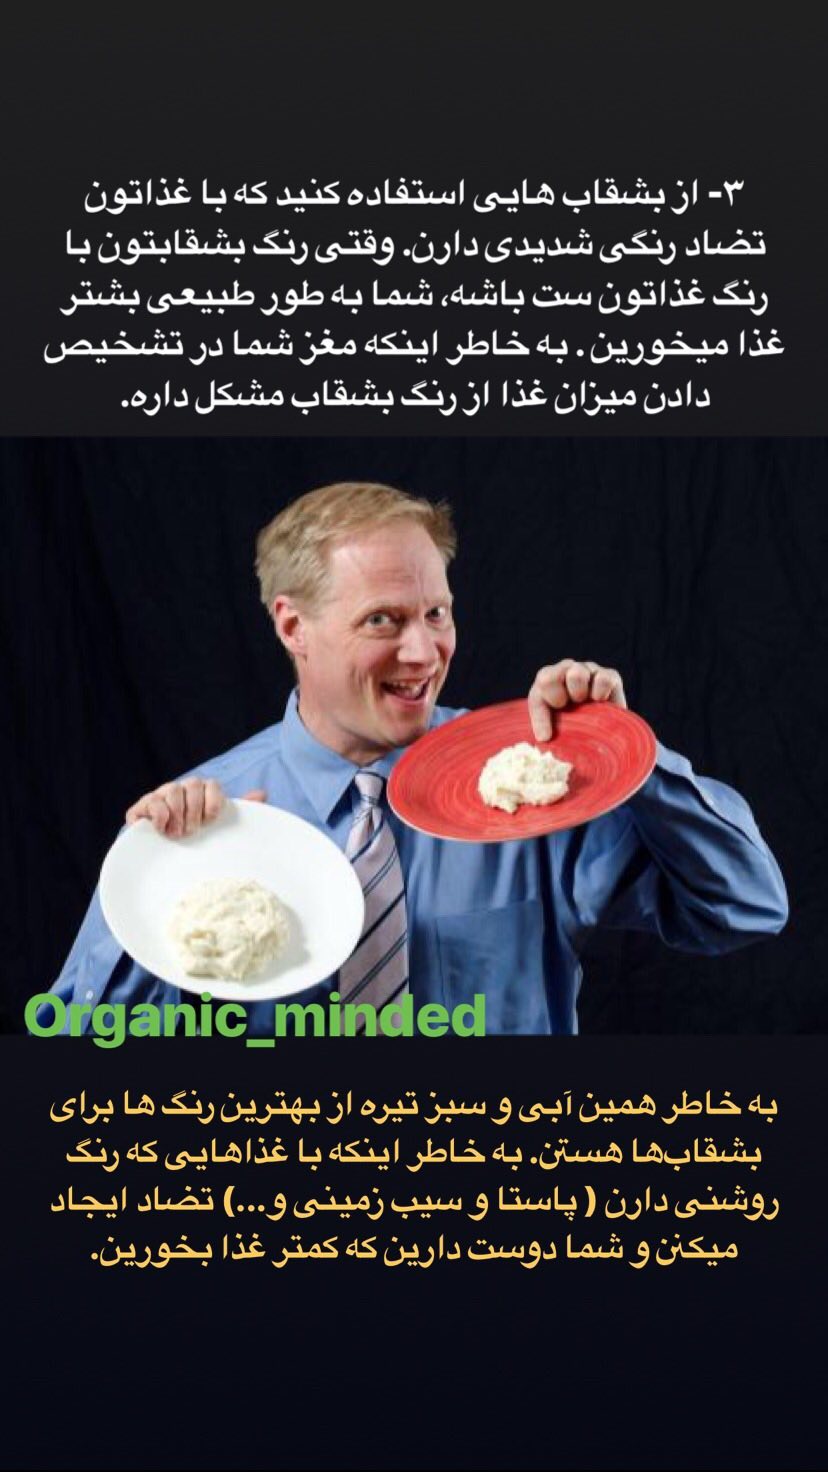 ۳- از بشقاب هایی استفاده کنید که با غذاتون
تضاد رنگی شدیدی دارن. وقتی رنگ بشقابتون با
رنگ غذاتون ست باشه، شما به طور طبیعی بشتر
غذا میخورین. به خاطر اینکه مغز شما در تشخیص
دادن میزان غذا از رنگ بشقاب مشکل داره.
Organic_minded
به خاطر همین آبی و سبز تیره از بهترین رنگ ها برای
بشقاب‌ها هستن. به خاطر اینکه با غذاهایی که رنگ
روشنی دارن ( پاستا و سیب زمینی و...) تضاد ایجاد
میکنن و شما دوست دارین که کمتر غذا بخورین.